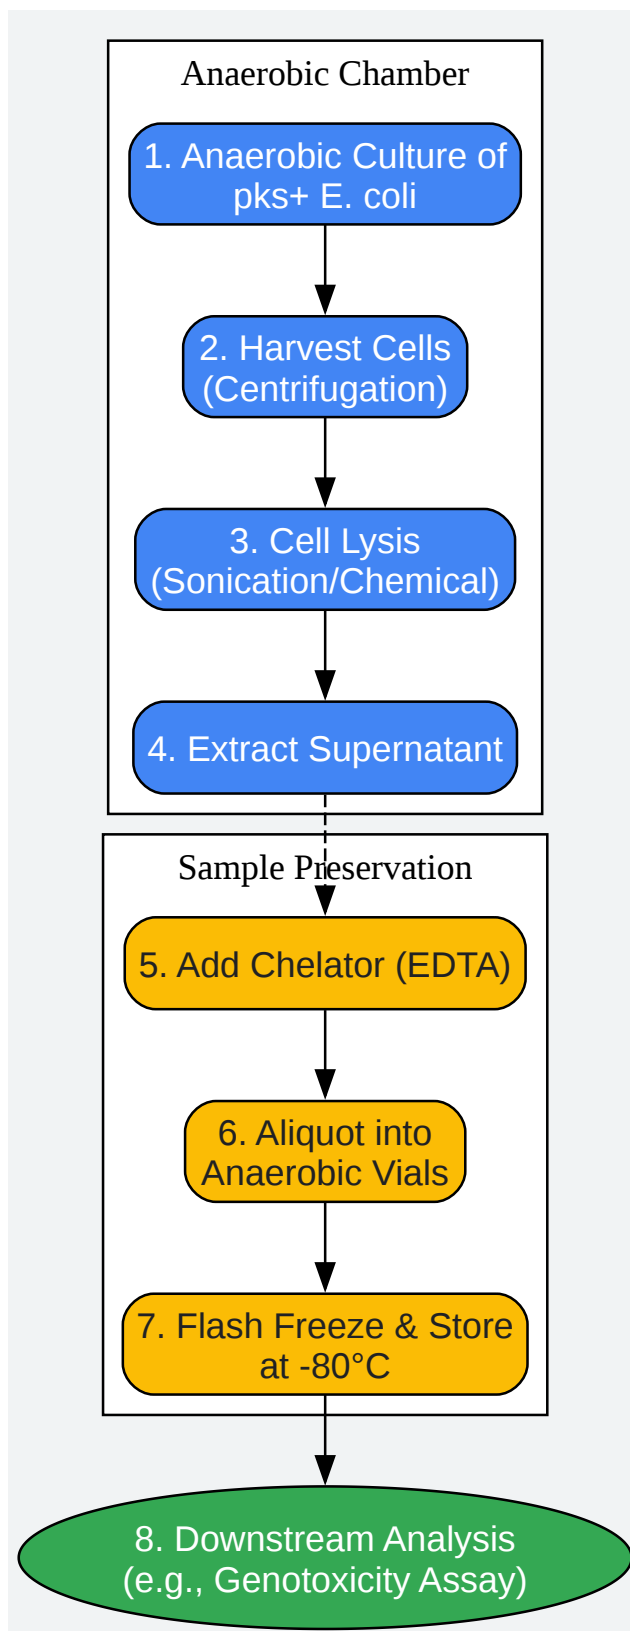 Anaerobic Chamber
1. Anaerobic Culture of
pks+ E. coli
2. Harvest Cells
(Centrifugation)
3. Cell Lysis
(Sonication/Chemical)
4. Extract Supernatant
Sample Preservation
5. Add Chelator (EDTA)
6. Aliquot into
Anaerobic Vials
7. Flash Freeze & Store
at -80°C
8. Downstream Analysis
(e.g., Genotoxicity Assay)